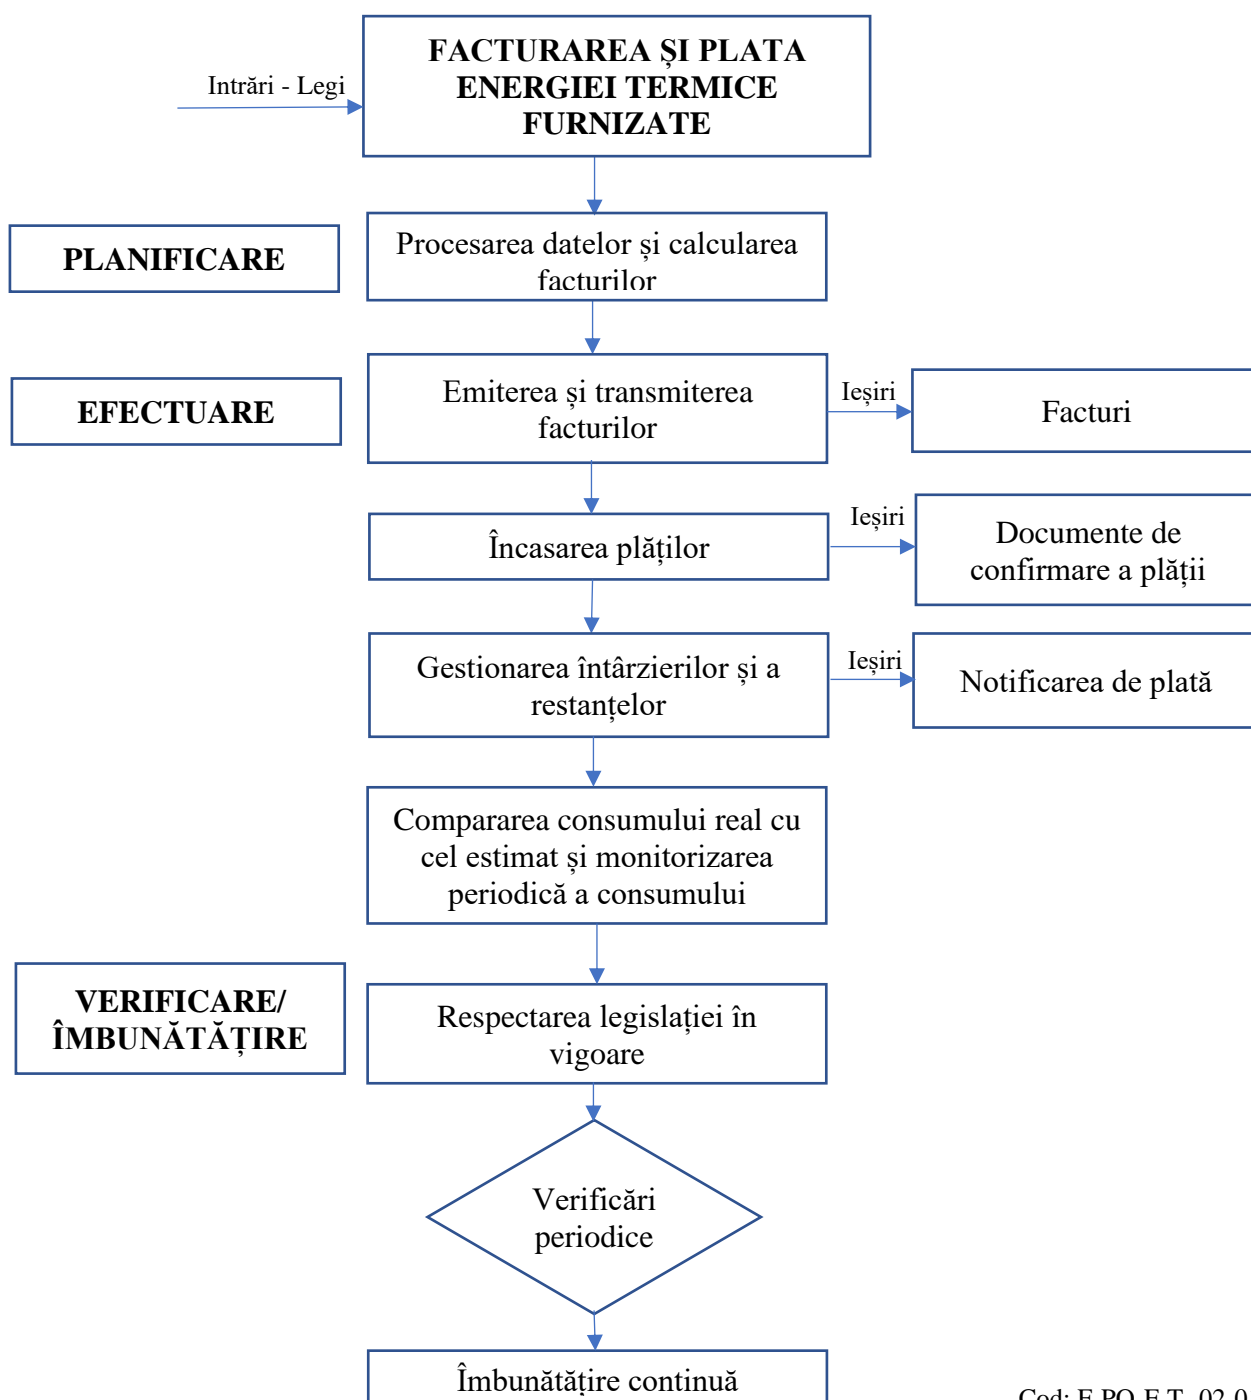 Intrări - Legi
FACTURAREA ȘI PLATA
ENERGIEI TERMICE
FURNIZATE
PLANIFICARE
Procesarea datelor și calcularea
facturilor
EFECTUARE
Emiterea și transmiterea
facturilor
Ieșiri
Facturi
Încasarea plăților
Ieșiri
Documente de
confirmare a plății
Gestionarea întârzierilor și a
restanțelor
Ieșiri
Notificarea de plată
Compararea consumului real cu
cel estimat și monitorizarea
periodică a consumului
VERIFICARE/
ÎMBUNĂTĂȚIRE
Respectarea legislației în
vigoare
Verificări
periodice
Îmbunătățire continuă